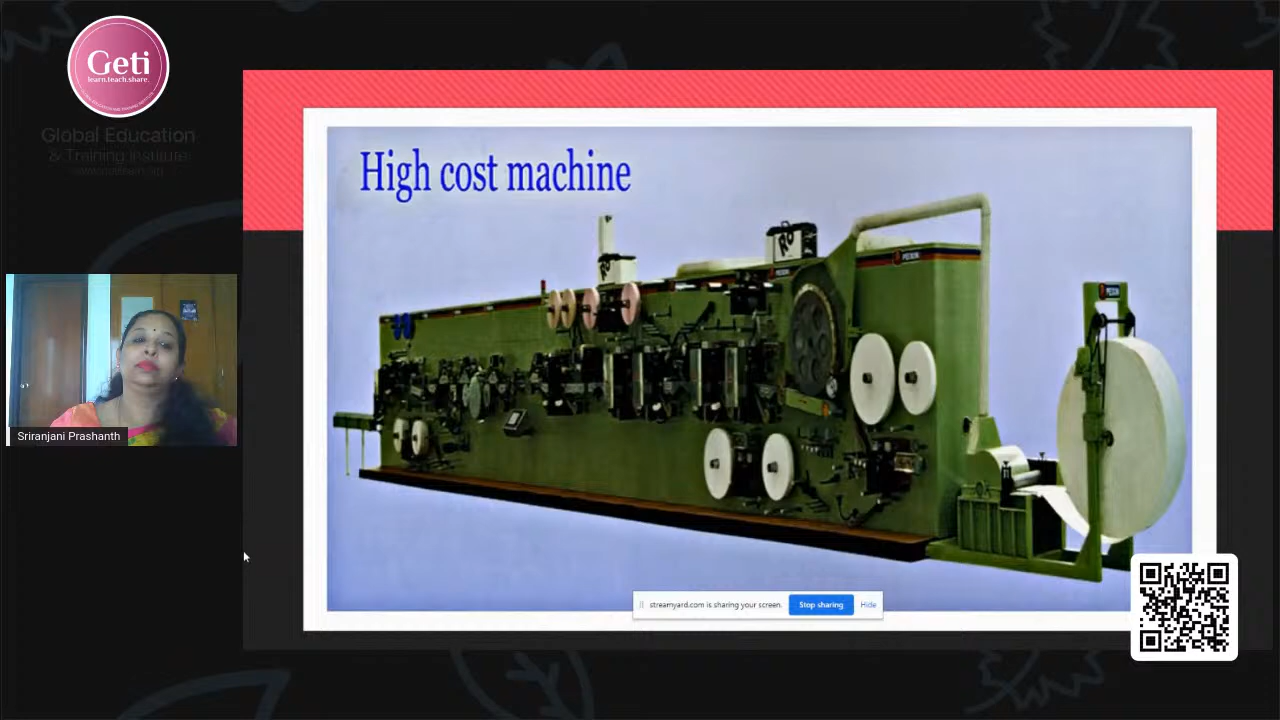 Geti
learn.teach.share.
Global Education
& Training Institute
High cost machine
Sriranjani Prashanth
streamyard.com is sharing your screen.
Stop sharing
Hide